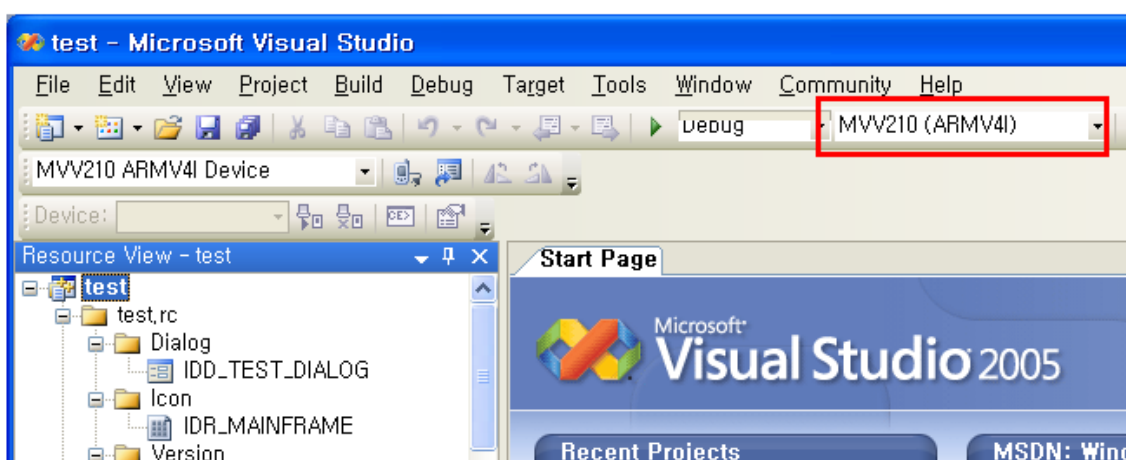 test - Microsoft Visual Studio
File Edit View Project Build Debug Target Tools Window Community Help
Debug MVV210 (ARMV4I)
MVV210 ARMV4I Device
Device:
Resource View - test
Start Page
test
test.rc
Dialog
IDD_TEST_DIALOG
Icon
IDR_MAINFRAME
Version
Microsoft
Visual Studio 2005
Recent Projects
MSDN: